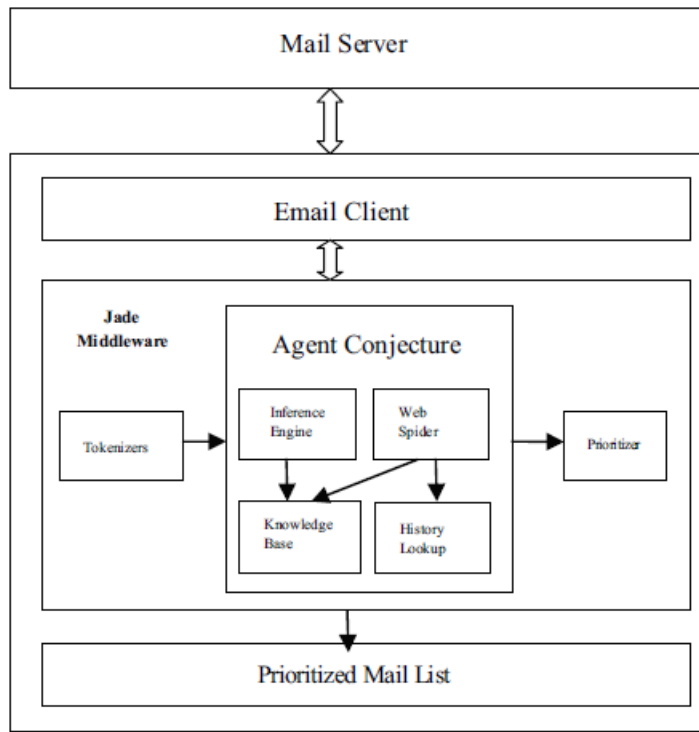 Mail Server
Email Client
Jade
Middleware
Agent Conjecture
Tokenizers
Inference
Engine
Web
Spider
Prioritizer
Knowledge
Base
History
Lookup
Prioritized Mail List